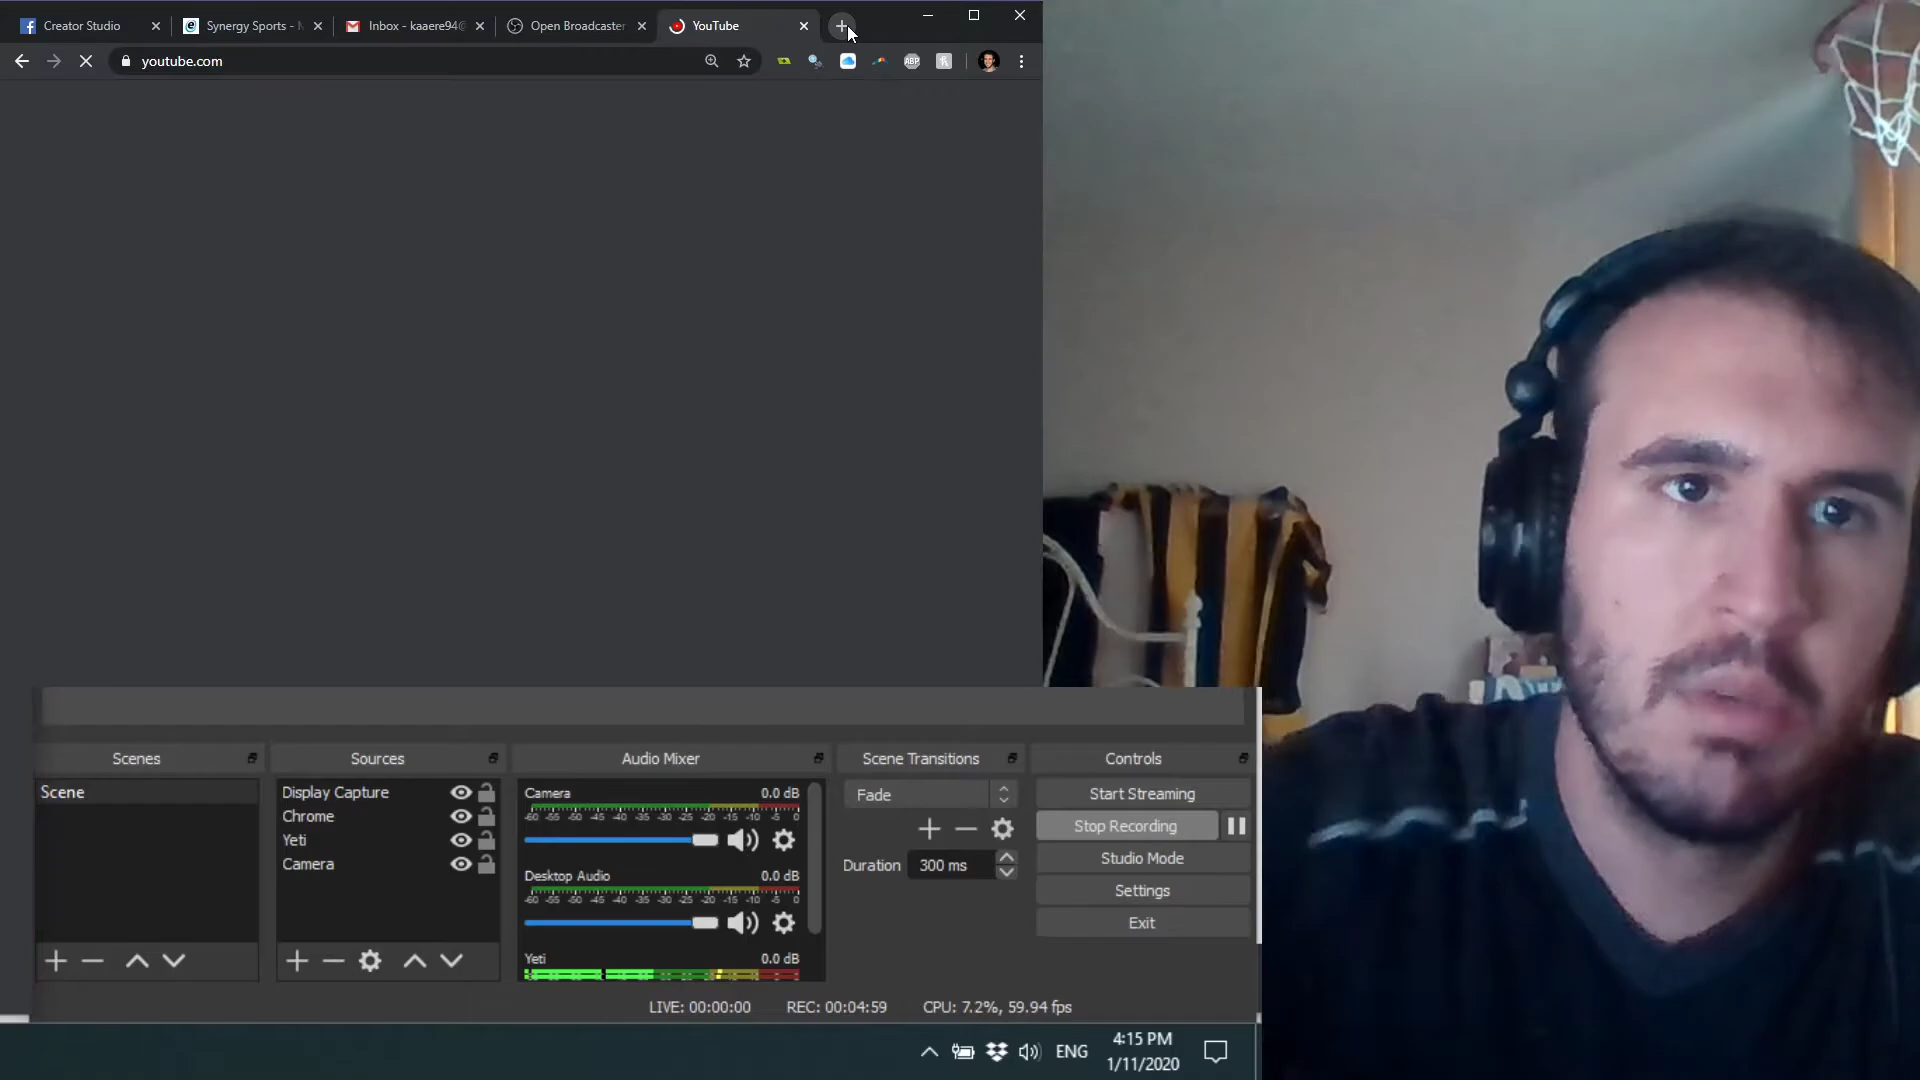 Creator Studio
Synergy Sports -
Inbox - kaaere94@
Open Broadcaster
YouTube
youtube.com
ABP
Scenes
Sources
Audio Mixer
Scene Transitions
Controls
Scene
Display Capture
Chrome
Yeti
Camera
Camera 0.0 dB
-60 -55 -50 -45 -40 -35 -30 -25 -20 -15 -10 -5 0
Desktop Audio 0.0 dB
-60 -55 -50 -45 -40 -35 -30 -25 -20 -15 -10 -5 0
Yeti 0.0 dB
Fade
Duration 300 ms
Start Streaming
Stop Recording
Studio Mode
Settings
Exit
LIVE: 00:00:00 REC: 00:04:59 CPU: 7.2%, 59.94 fps
ENG
4:15 PM
1/11/2020